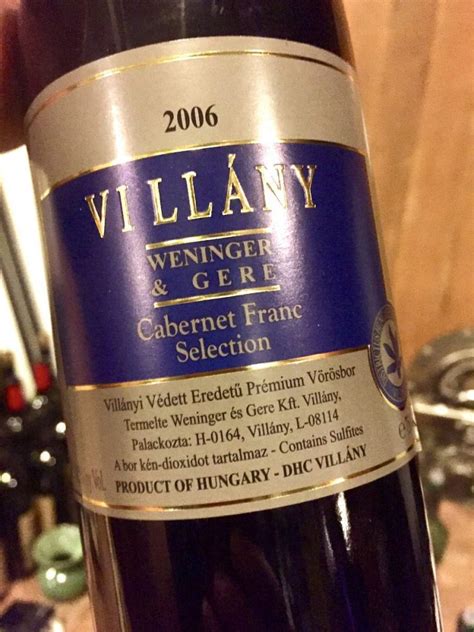 2006
VILLÁNY
WENINGER
& GERE
Cabernet Franc
Selection
Villányi Védett Eredetű Prémium Vörösbor
Termelte Weninger és Gere Kft. Villány,
Palackozta: H-0164, Villány, L-08114
A bor kén-dioxidot tartalmaz - Contains Sulfites
PRODUCT OF HUNGARY - DHC VILLÁNY
Vol.